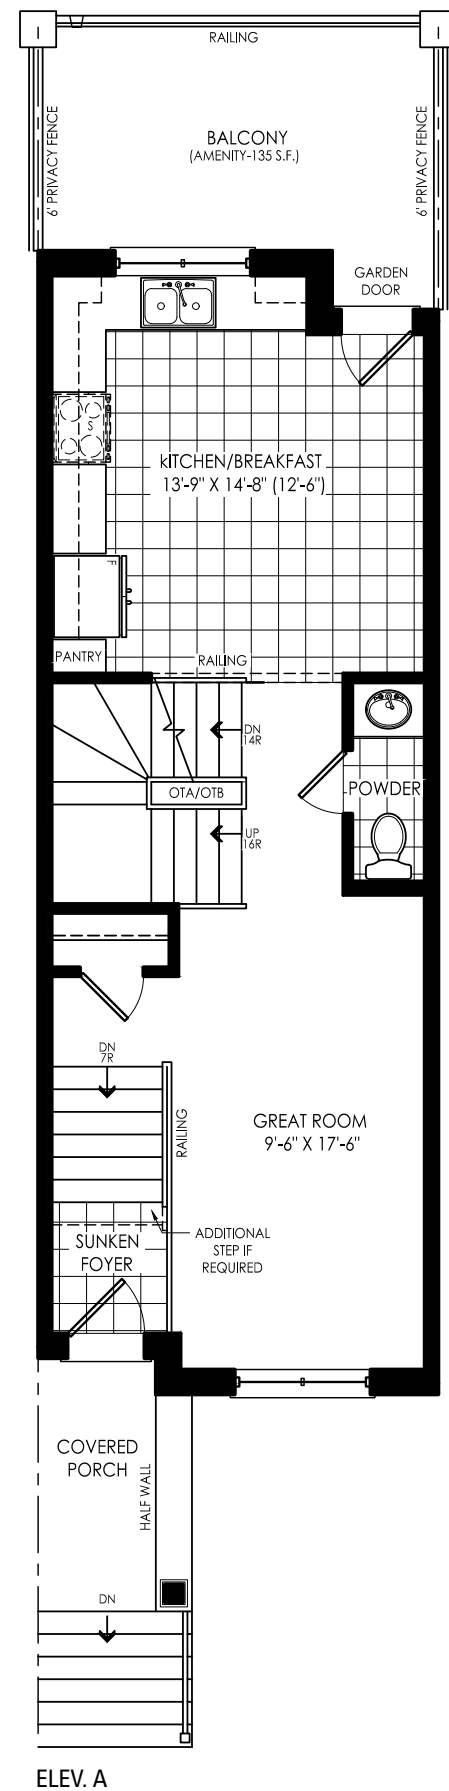 RAILING
6' PRIVACY FENCE
BALCONY
(AMENITY-135 S.F.)
6' PRIVACY FENCE
GARDEN
DOOR
S
kITCHEN/BREAKFAST
13'-9" X 14'-8" (12'-6")
F
PANTRY
RAILING
DN
14R
OTA/OTB
POWDER
UP
16R
DN
7R
RAILING
GREAT ROOM
9'-6" X 17'-6"
ADDITIONAL
STEP IF
REQUIRED
SUNKEN
FOYER
COVERED
PORCH
HALF WALL
DN
ELEV. A